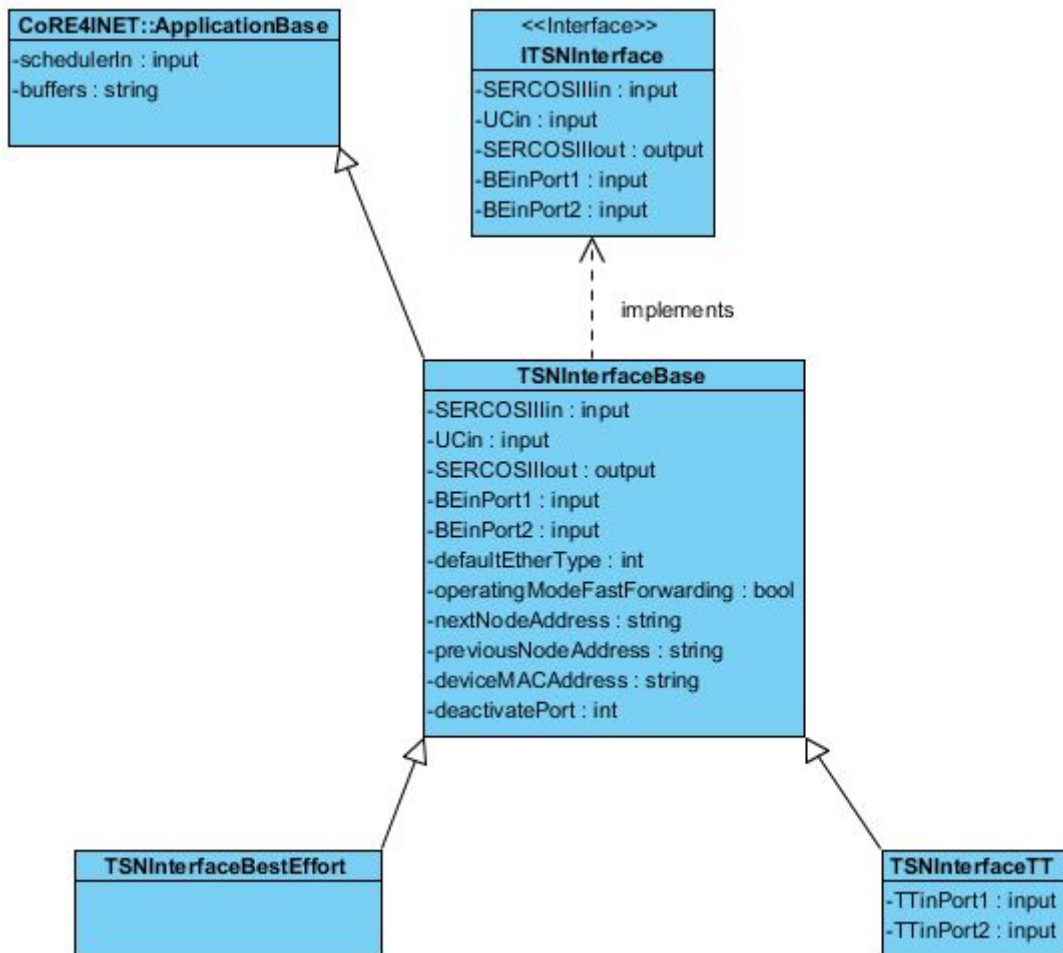 CoRE4INET::ApplicationBase
-schedulerIn : input
-buffers : string
<<Interface>>
ITSNInterface
-SERCOSIIIin : input
-UCin : input
-SERCOSIIIout : output
-BEinPort1 : input
-BEinPort2 : input
implements
TSNInterfaceBase
-SERCOSIIIin : input
-UCin : input
-SERCOSIIIout : output
-BEinPort1 : input
-BEinPort2 : input
-defaultEtherType : int
-operatingModeFastForwarding : bool
-nextNodeAddress : string
-previousNodeAddress : string
-deviceMACAddress : string
-deactivatePort : int
TSNInterfaceBestEffort
TSNInterfaceTT
-TTinPort1 : input
-TTinPort2 : input